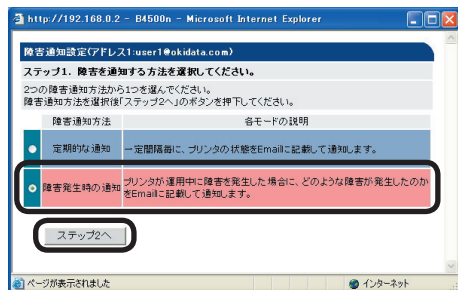 http://192.168.0.2 - B4500n - Microsoft Internet Explorer
障害通知設定(アドレス1:user1@okidata.com)
ステップ1. 障害を通知する方法を選択してください。
2つの障害通知方法から1つを選んでください。
障害通知方法を選択後「ステップ2へ」のボタンを押下してください。
障害通知方法 各モードの説明
定期的な通知 一定間隔毎に、プリンタの状態をEmailに記載して通知します。
障害発生時の通知 プリンタが運用中に障害を発生した場合に、どのような障害が発生したのか
をEmailに記載して通知します。
ステップ2へ
ページが表示されました インターネット